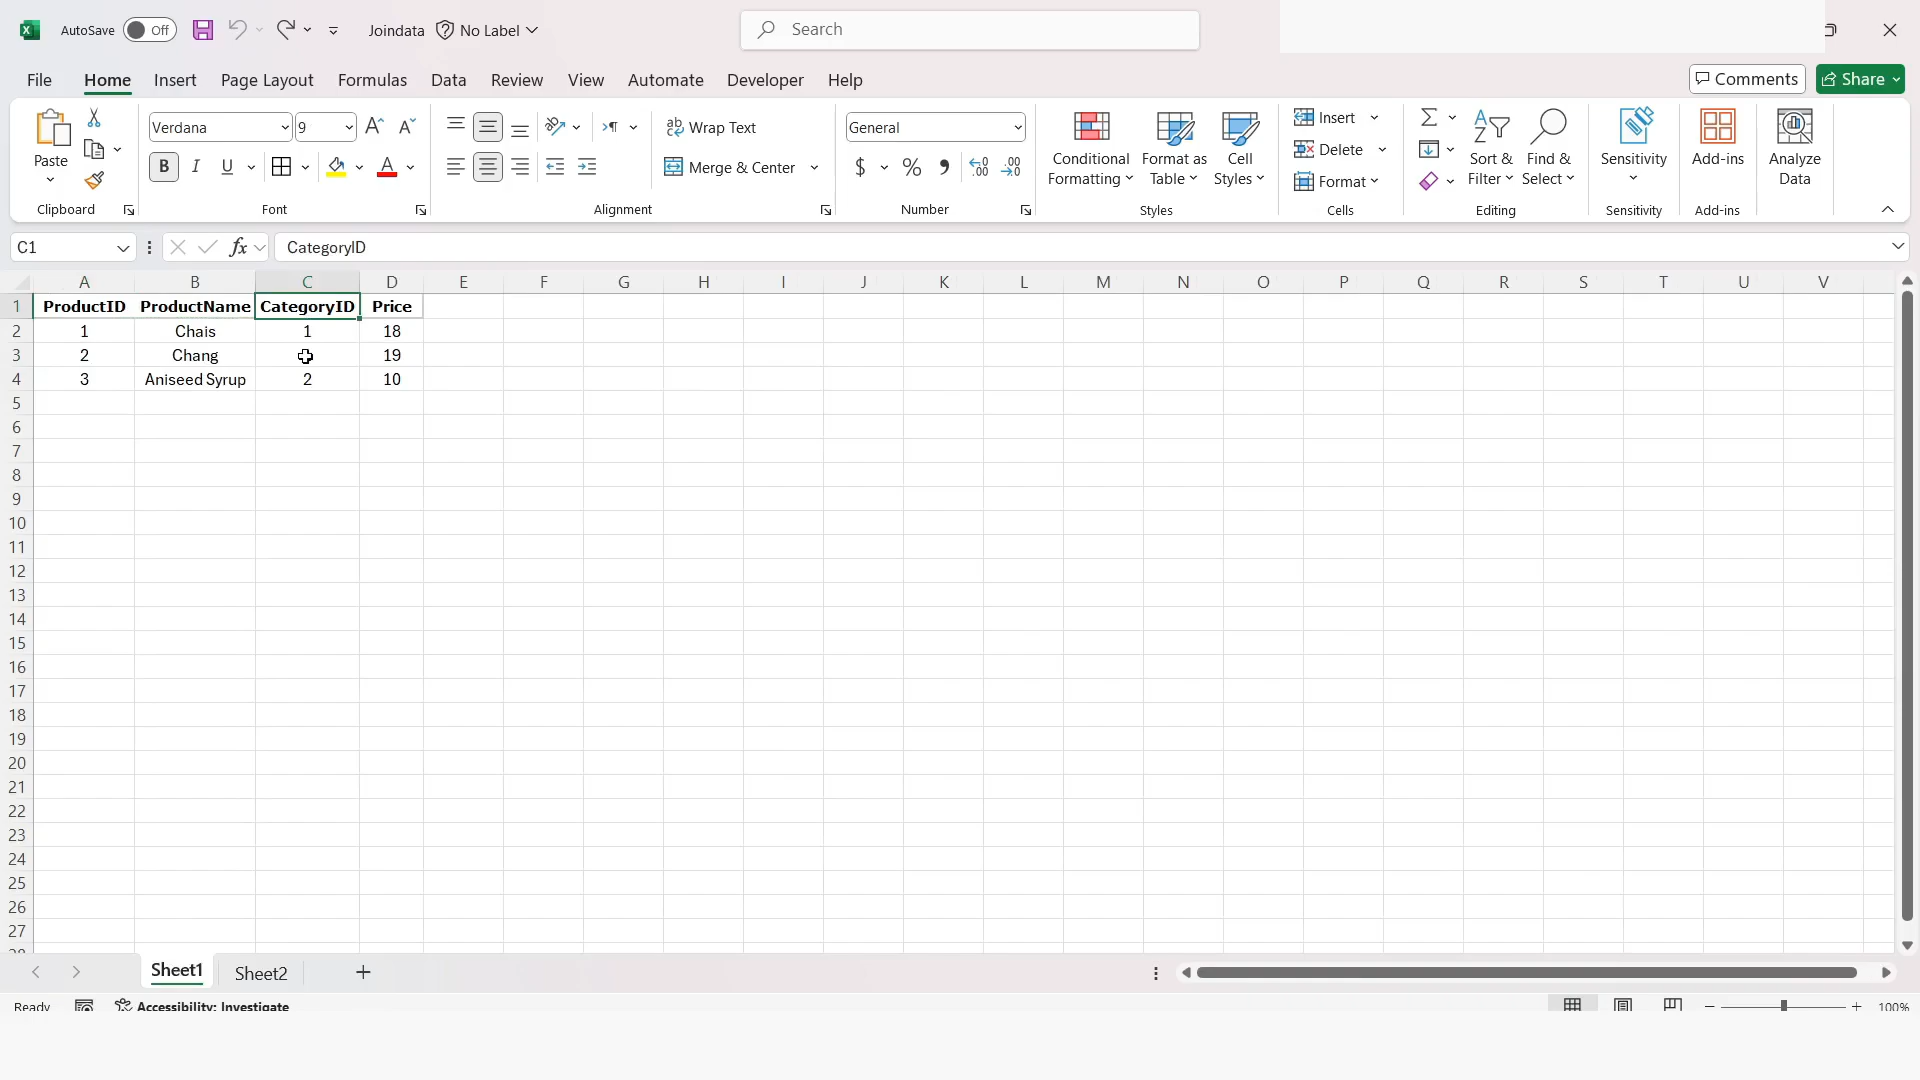 AutoSave Off Joindata No Label Search
File Home Insert Page Layout Formulas Data Review View Automate Developer Help Comments Share
Paste
Clipboard
Verdana 9
B I U A
Font
Wrap Text
Merge & Center
Alignment
General
$ % ,
Number
Conditional Formatting
Format as Table
Cell Styles
Styles
Insert
Delete
Format
Cells
Sort & Filter
Find & Select
Editing
Sensitivity
Sensitivity
Add-ins
Add-ins
Analyze Data
C1 fx CategoryID
A B C D E F G H I J K L M N O P Q R S T U V
1 ProductID ProductName CategoryID Price
2 1 Chais 1 18
3 2 Chang 19
4 3 Aniseed Syrup 2 10
5
6
7
8
9
10
11
12
13
14
15
16
17
18
19
20
21
22
23
24
25
26
27
Sheet1 Sheet2
Ready Accessibility: Investigate 100%